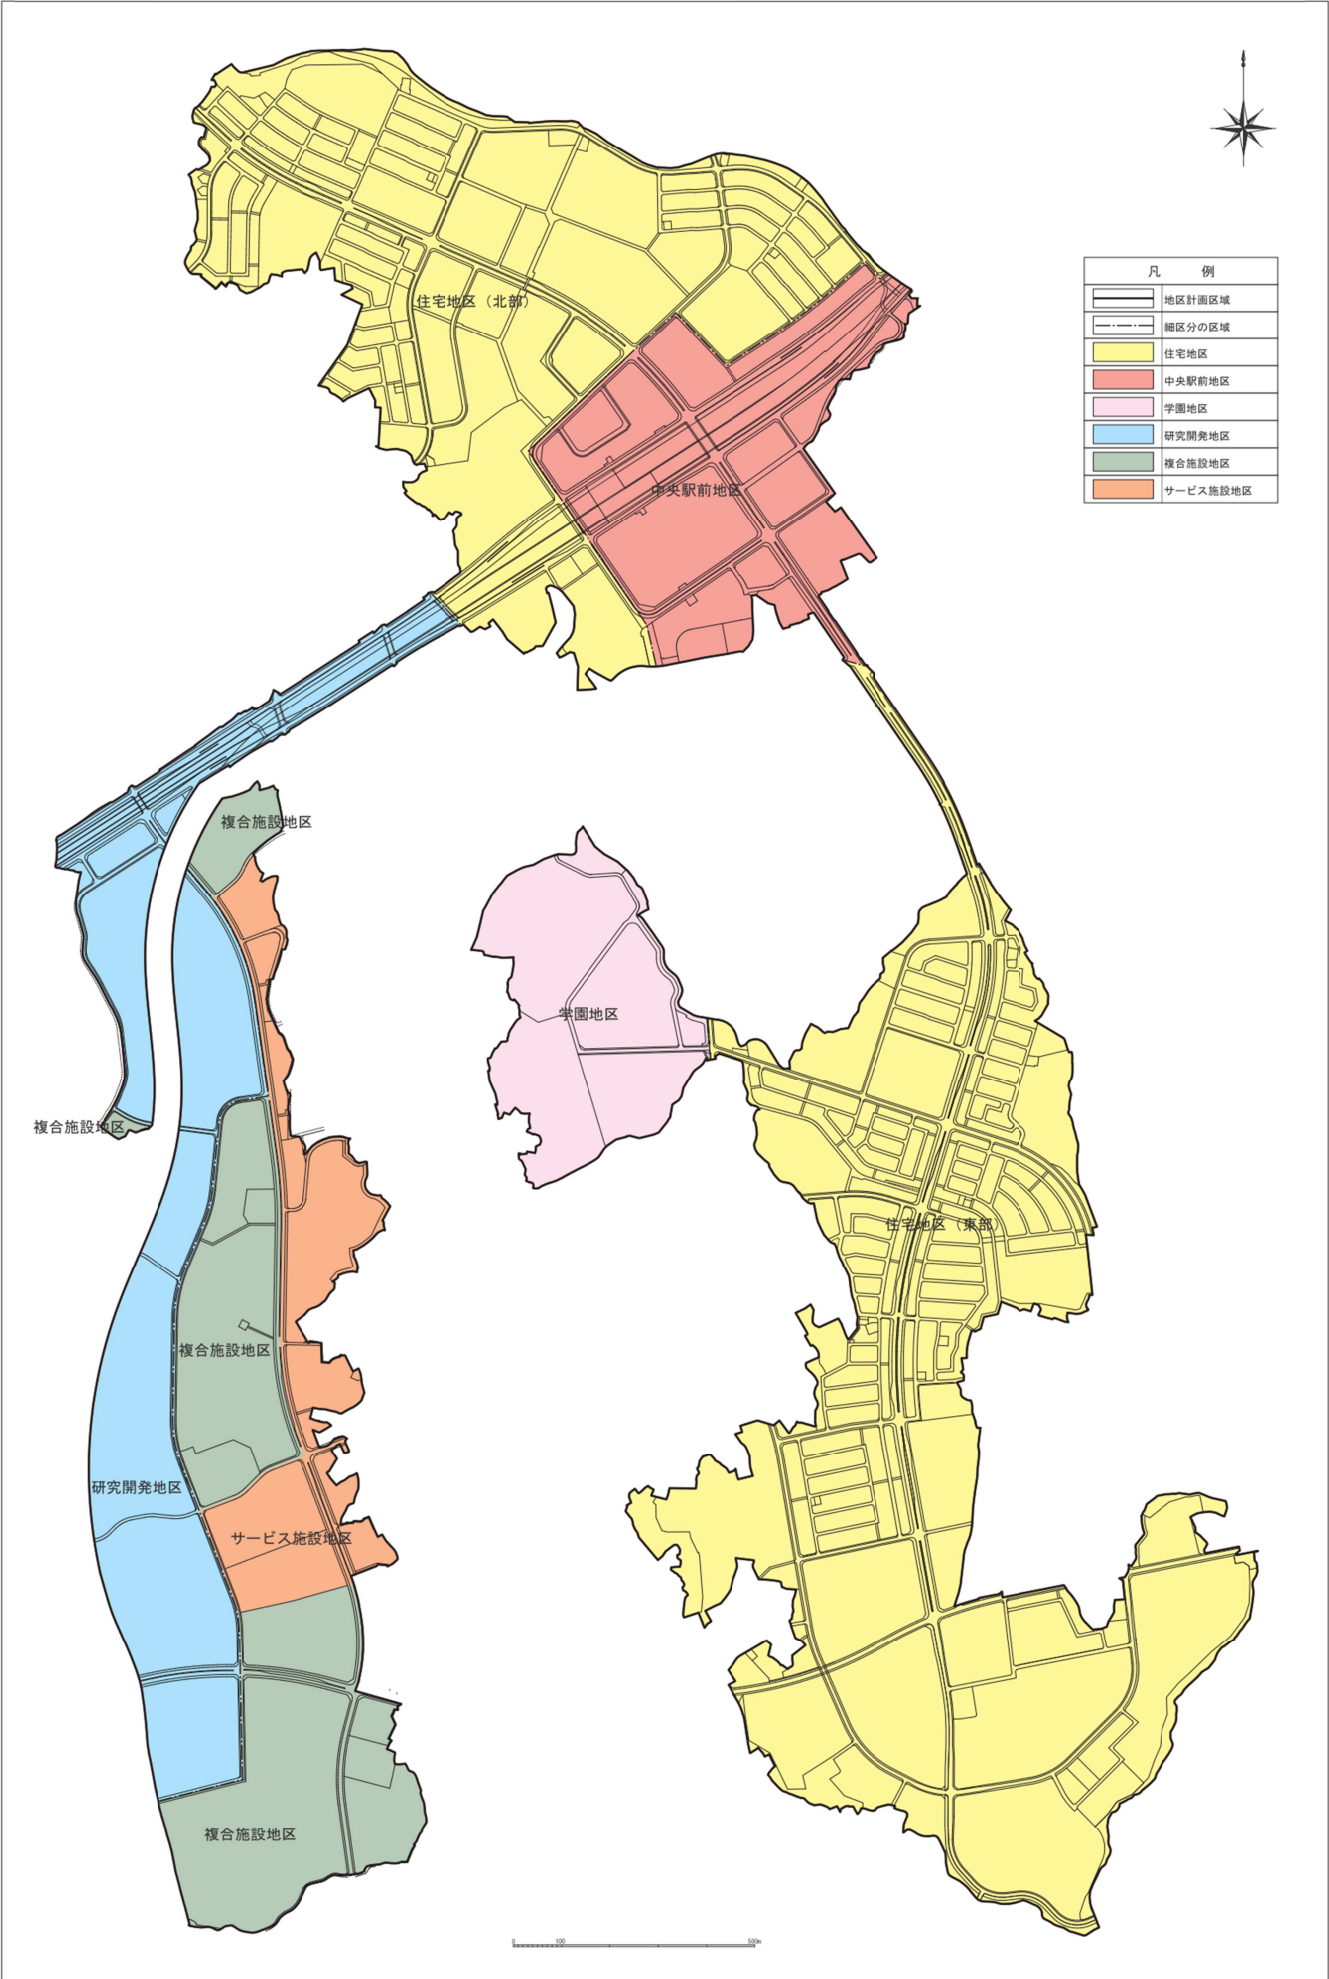 凡 例
地区計画区域
細区分の区域
住宅地区
中央駅前地区
学園地区
研究開発地区
複合施設地区
サービス施設地区
住宅地区（北部）
中央駅前地区
複合施設地区
学園地区
複合施設地区
住宅地区（東部）
複合施設地区
研究開発地区
サービス施設地区
複合施設地区
0 100 500m